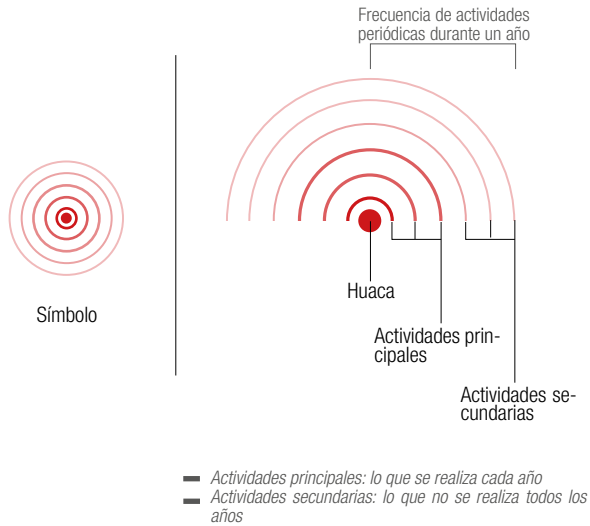 Frecuencia de actividades
periódicas durante un año
Símbolo
Huaca
Actividades prin-
cipales
Actividades se-
cundarias
Actividades principales: lo que se realiza cada año
Actividades secundarias: lo que no se realiza todos los
años